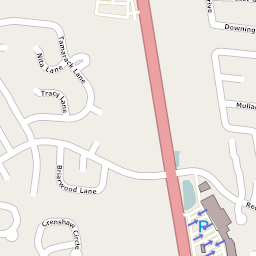 Downing
Tamarack Lane
Nita Lane
Tracy Lane
Mulla
Briarwood Lane
Re
P
Crenshaw Circle